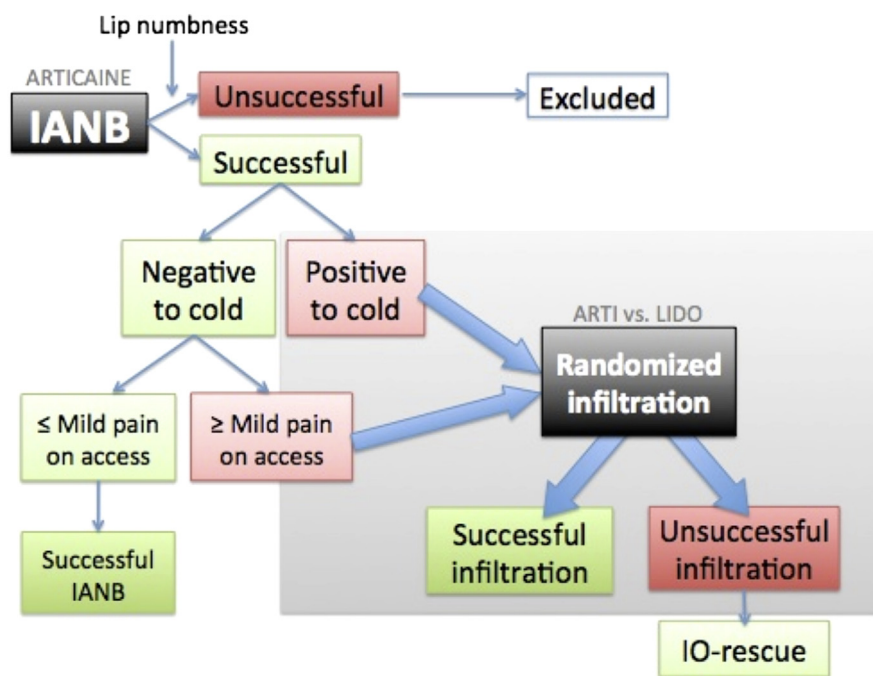 Lip numbness
ARTICAINE
IANB
Unsuccessful
Excluded
Successful
Negative
to cold
Positive
to cold
ARTI vs. LIDO
Randomized
infiltration
≤ Mild pain
on access
≥ Mild pain
on access
Successful
IANB
Successful
infiltration
Unsuccessful
infiltration
IO-rescue